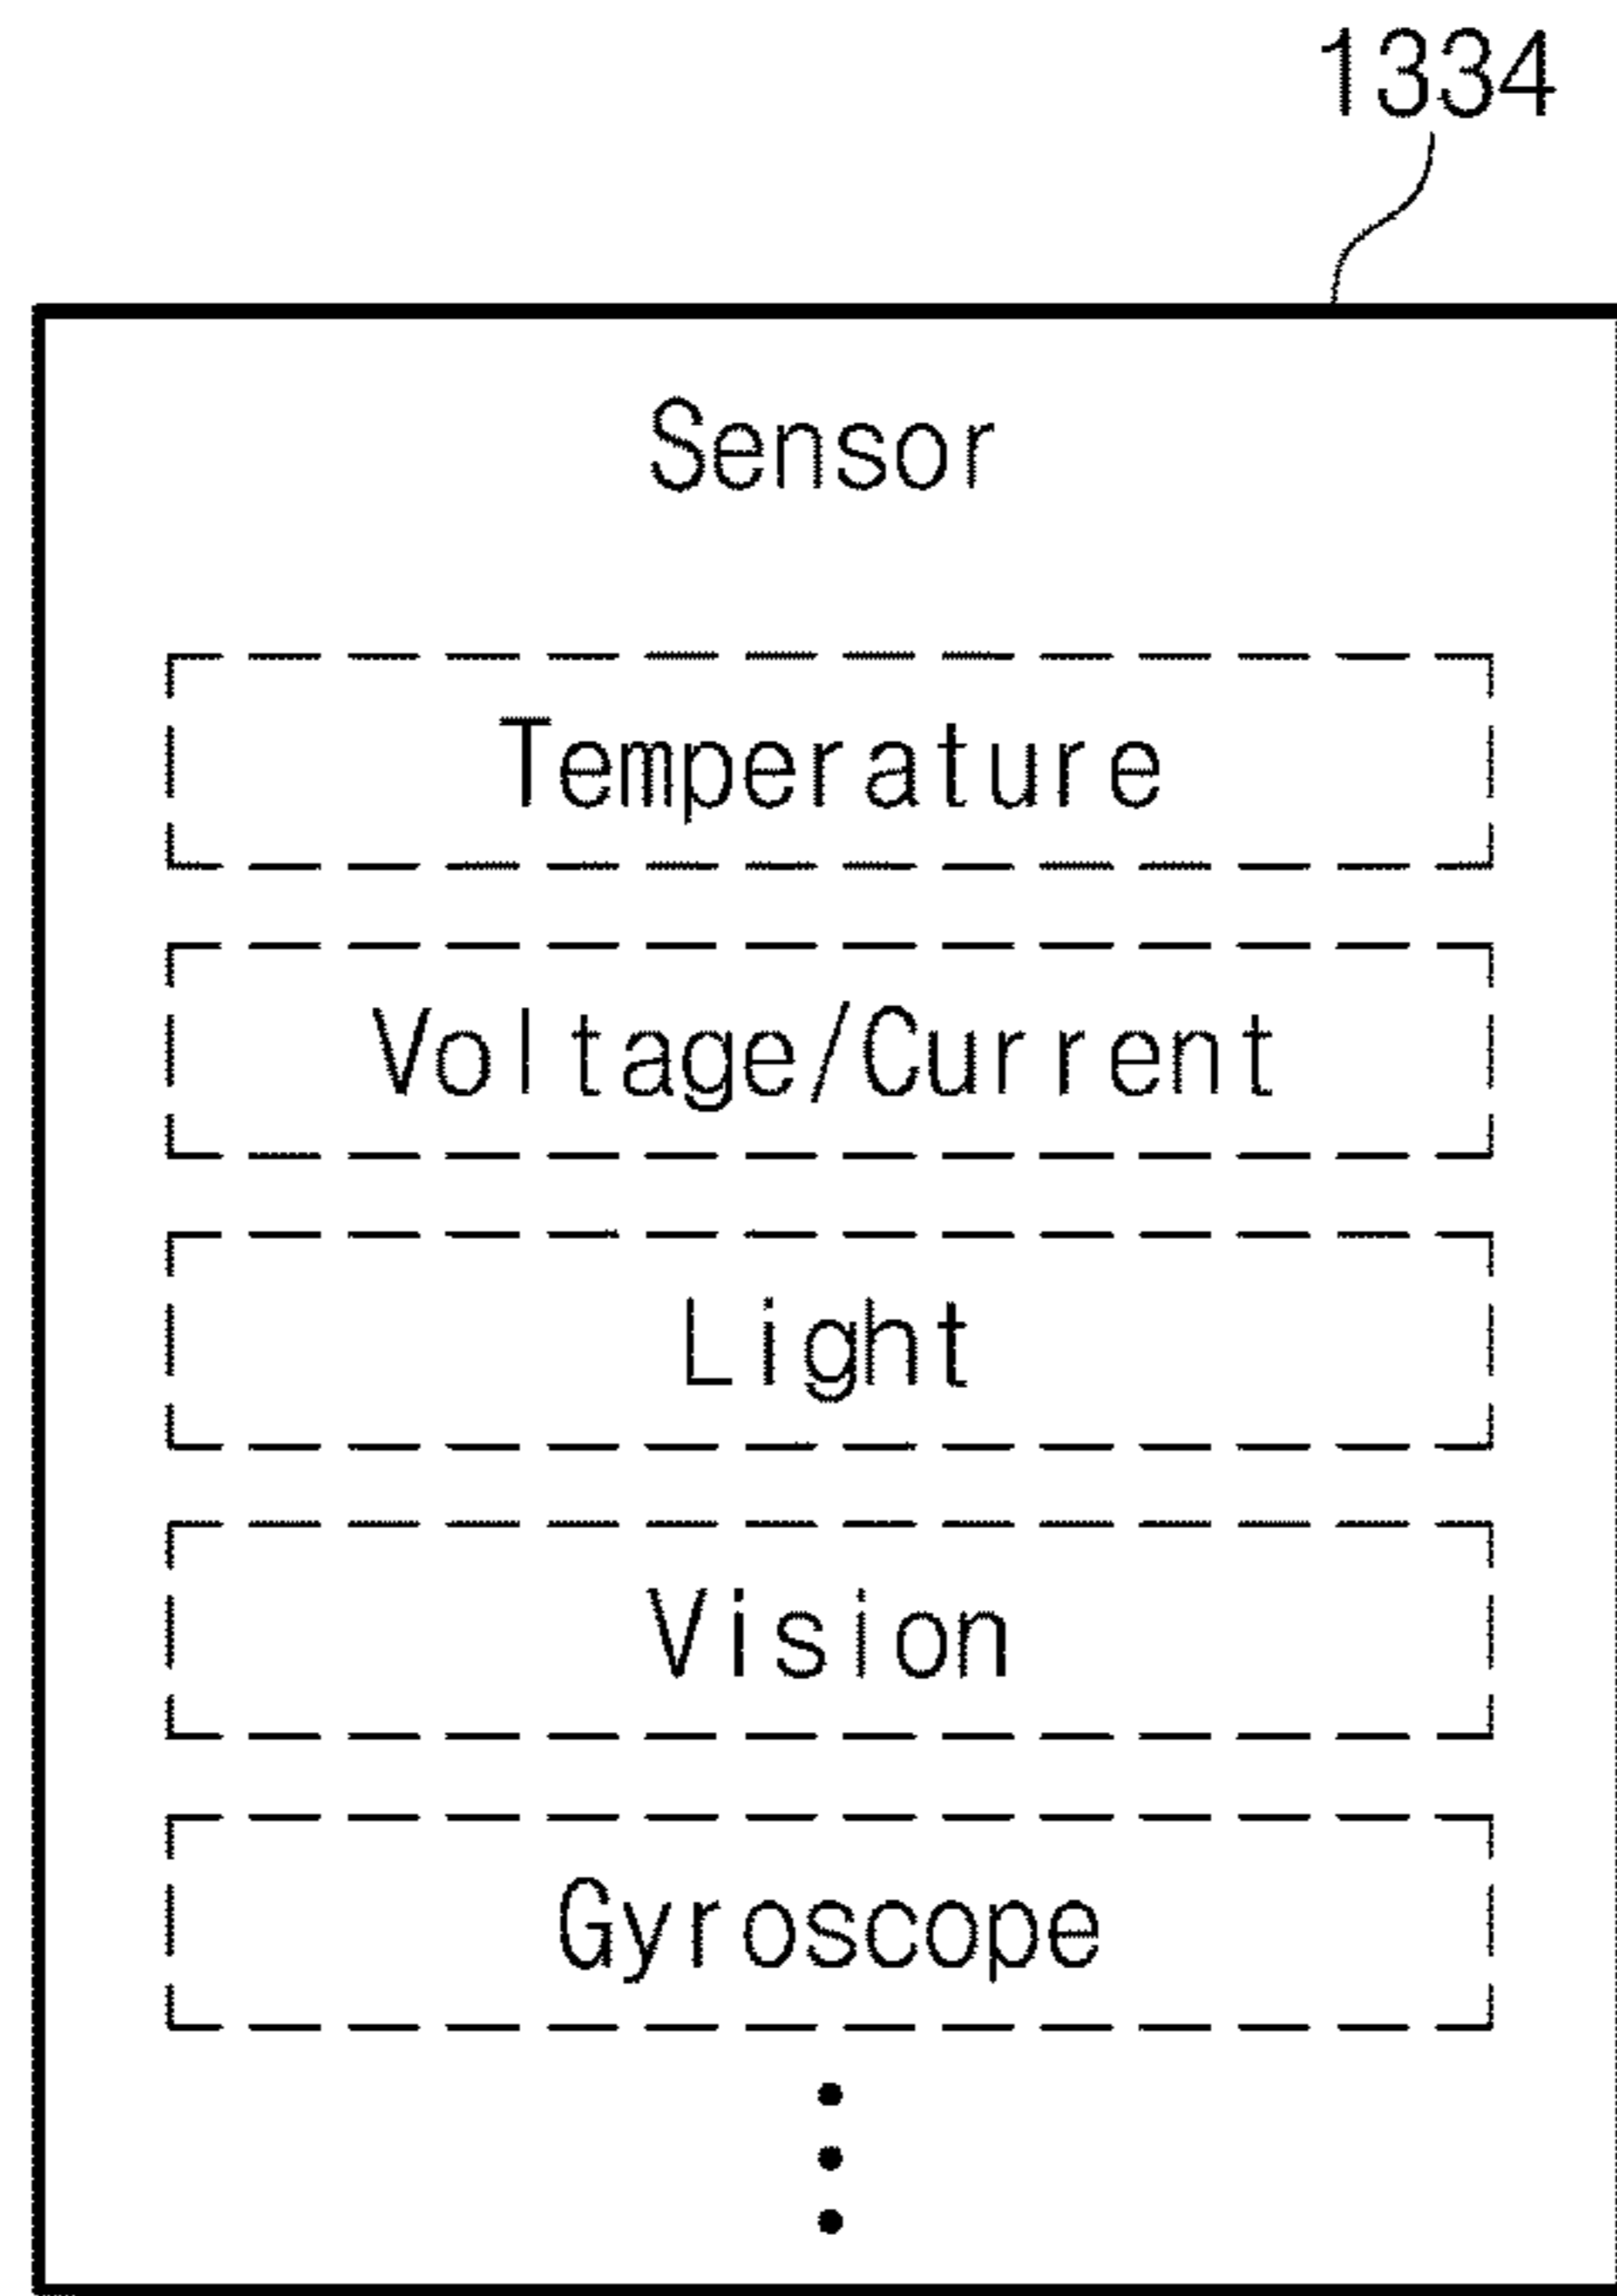 1334
Sensor
Temperature
Voltage/Current
Light
Vision
Gyroscope